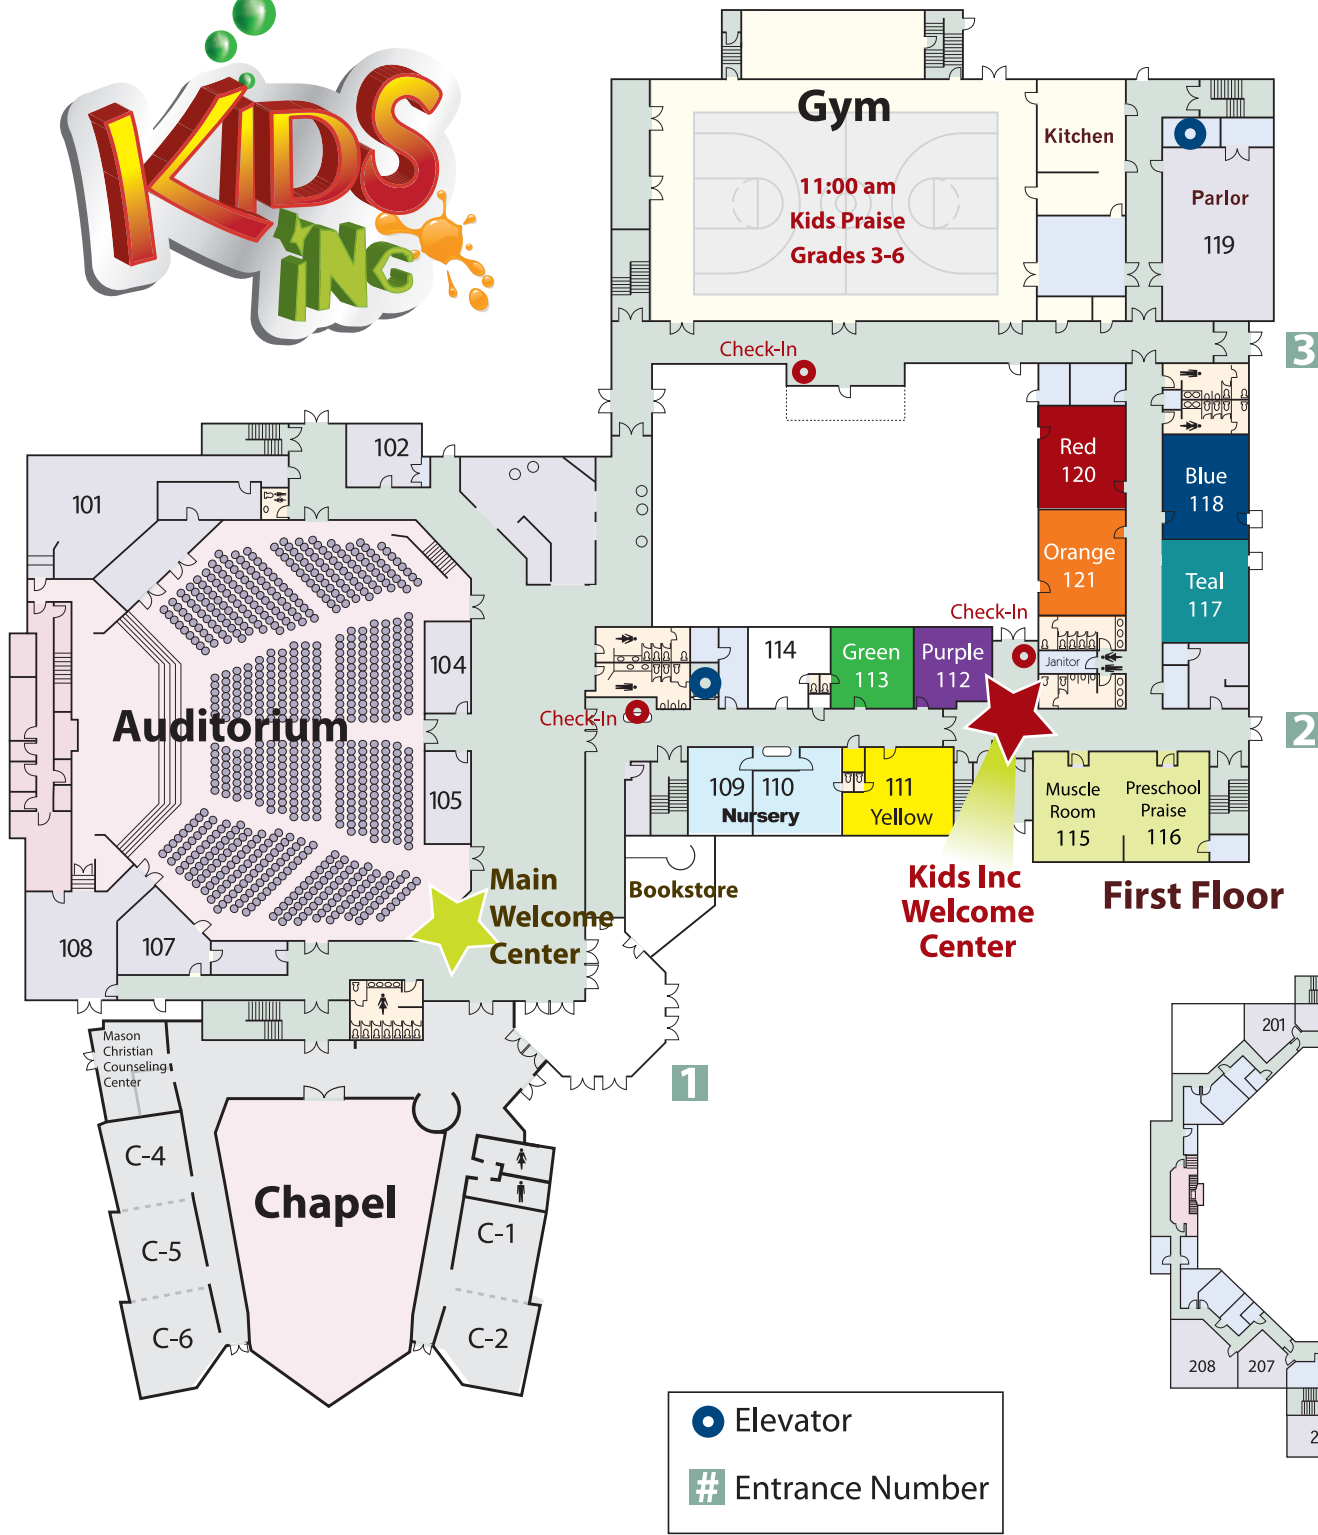 KIDS
INC
Gym
11:00 am
Kids Praise
Grades 3-6
Kitchen
Parlor
119
3
Check-In
Red
120
Blue
118
Orange
121
Teal
117
102
101
104
Auditorium
105
Check-In
114
Green
113
Purple
112
Janitor
Check-In
2
109
110
Nursery
111
Yellow
Muscle
Room
115
Preschool
Praise
116
Kids Inc
Welcome
Center
First Floor
Main
Welcome
Center
Bookstore
108
107
1
Mason
Christian
Counseling
Center
C-4
C-5
C-6
Chapel
C-1
C-2
201
208
207
Elevator
# Entrance Number